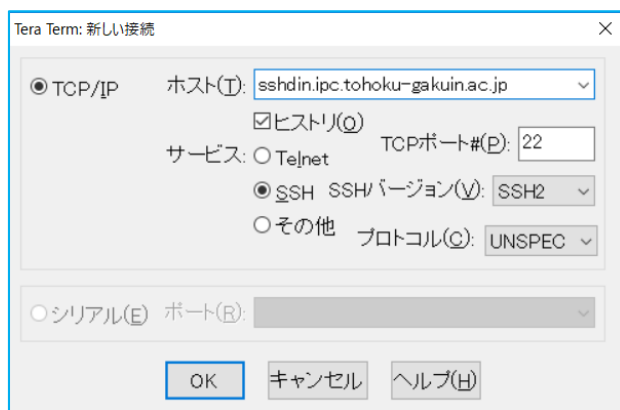 Tera Term: 新しい接続
TCP/IP ホスト(T): sshdin.ipc.tohoku-gakuin.ac.jp
ヒストリ(O)
サービス: Telnet TCPポート#(P): 22
SSH SSHバージョン(V): SSH2
その他 プロトコル(C): UNSPEC
シリアル(E) ポート(R):
OK キャンセル ヘルプ(H)